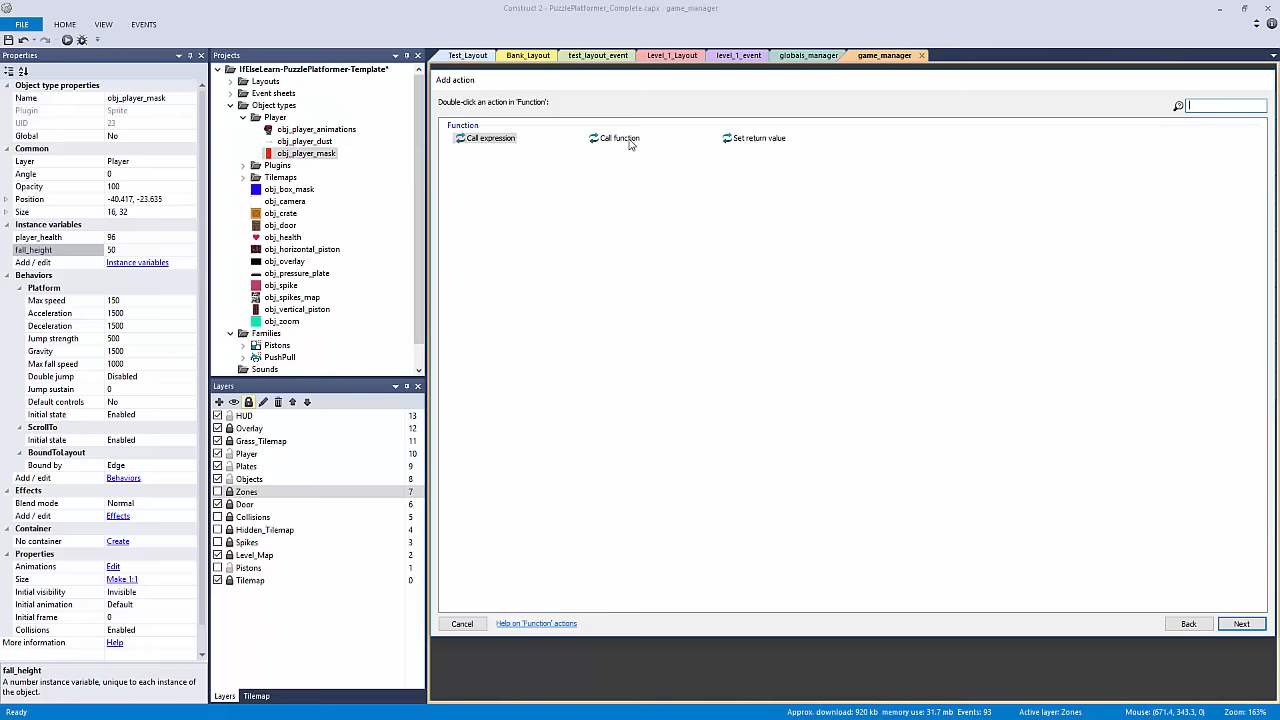 Construct 2 - PuzzlePlatformer_Complete.capx - game_manager
FILE HOME VIEW EVENTS
Properties
Object type properties
Name obj_player_mask
Plugin Sprite
UID 23
Global No
Common
Layer Player
Angle 0
Opacity 100
Position -40.417, -23.635
Size 16, 32
Instance variables
player_health 96
fall_height 50
Add / edit Instance variables
Behaviors
Platform
Max speed 150
Acceleration 1500
Deceleration 1500
Jump strength 500
Gravity 1500
Max fall speed 1000
Double jump Disabled
Jump sustain 0
Default controls No
Initial state Enabled
ScrollTo
Initial state Enabled
BoundToLayout
Bound by Edge
Add / edit Behaviors
Effects
Blend mode Normal
Add / edit Effects
Container
No container Create
Properties
Animations Edit
Size Make 1:1
Initial visibility Invisible
Initial animation Default
Initial frame 0
Collisions Enabled
More information Help
fall_height
A number instance variable, unique to each instance of
the object.
Projects
IfElseLearn-PuzzlePlatformer-Template*
Layouts
Event sheets
Object types
Player
obj_player_animations
obj_player_dust
obj_player_mask
Plugins
Tilemaps
obj_box_mask
obj_camera
obj_crate
obj_door
obj_health
obj_horizontal_piston
obj_overlay
obj_pressure_plate
obj_spike
obj_spikes_map
obj_vertical_piston
obj_zoom
Families
Pistons
PushPull
Sounds
Layers
HUD 13
Overlay 12
Grass_Tilemap 11
Player 10
Plates 9
Objects 8
Zones 7
Door 6
Collisions 5
Hidden_Tilemap 4
Spikes 3
Level_Map 2
Pistons 1
Tilemap 0
Layers Tilemap
Test_Layout Bank_Layout test_layout_event Level_1_Layout level_1_event globals_manager game_manager
Add action
Double-click an action in 'Function':
Function
Call expression Call function Set return value
Cancel Help on 'Function' actions Back Next
Ready Approx. download: 920 kb memory use: 31.7 mb Events: 93 Active layer: Zones Mouse: (671.4, 343.3, 0) Zoom: 163%